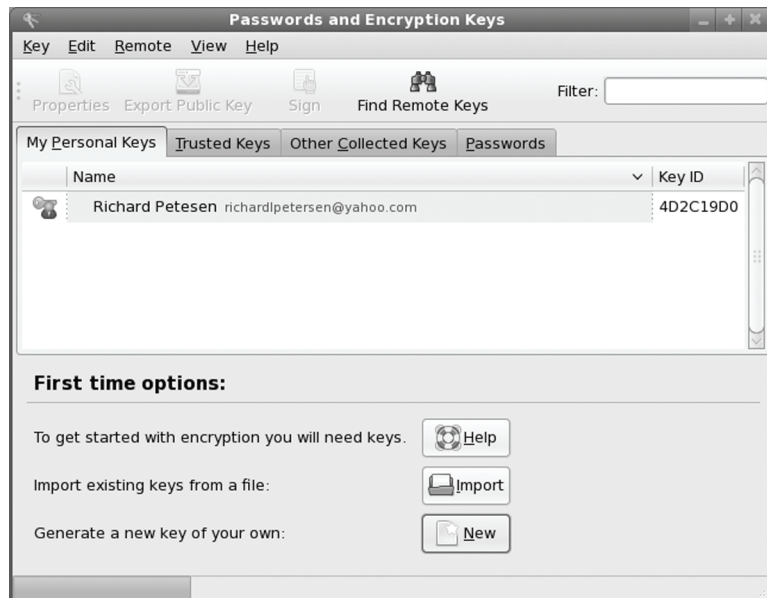 Passwords and Encryption Keys
Key Edit Remote View Help
Properties Export Public Key Sign Find Remote Keys Filter:
My Personal Keys Trusted Keys Other Collected Keys Passwords
Name Key ID
Richard Petesen richardlpetersen@yahoo.com 4D2C19D0
First time options:
To get started with encryption you will need keys. Help
Import existing keys from a file: Import
Generate a new key of your own: New